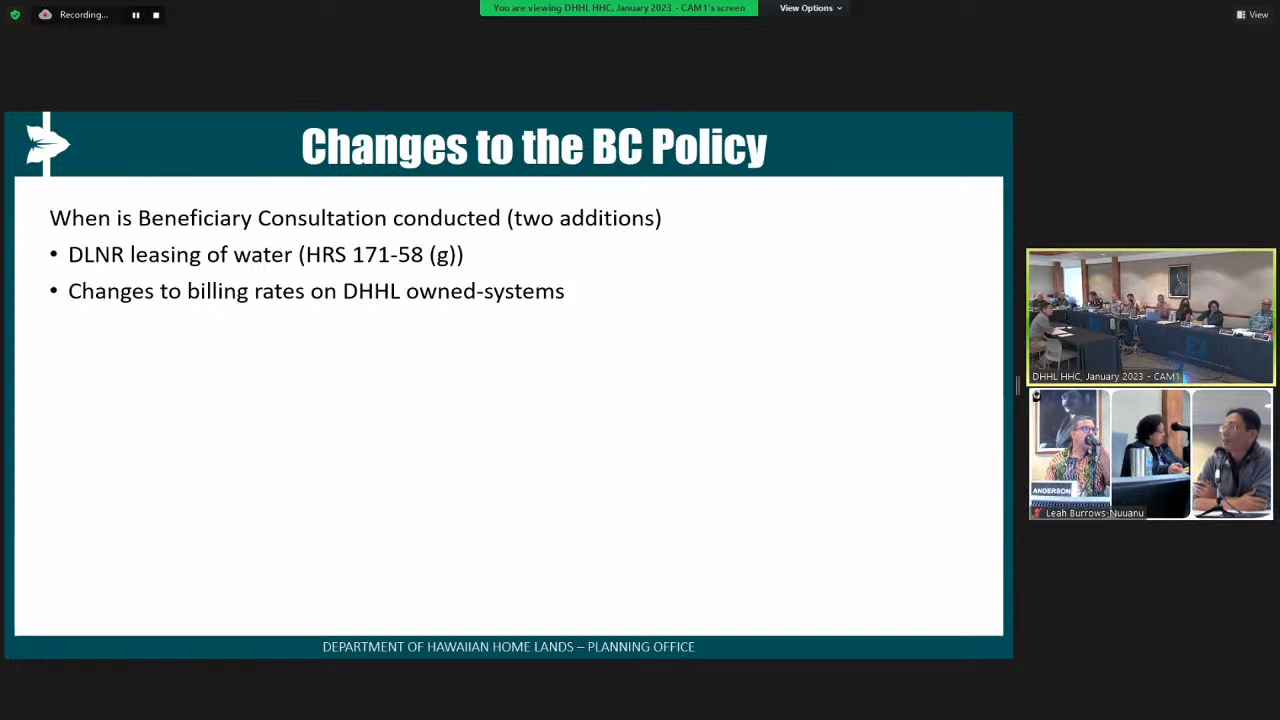 Recording...
You are viewing DHHL HHC, January 2023 - CAM1's screen
View Options
View
Changes to the BC Policy
When is Beneficiary Consultation conducted (two additions)
• DLNR leasing of water (HRS 171-58 (g))
• Changes to billing rates on DHHL owned-systems
DEPARTMENT OF HAWAIIAN HOME LANDS – PLANNING OFFICE
DHHL HHC, January 2023 - CAM1
ANDERSON
Leah Burrows-Nuuanu